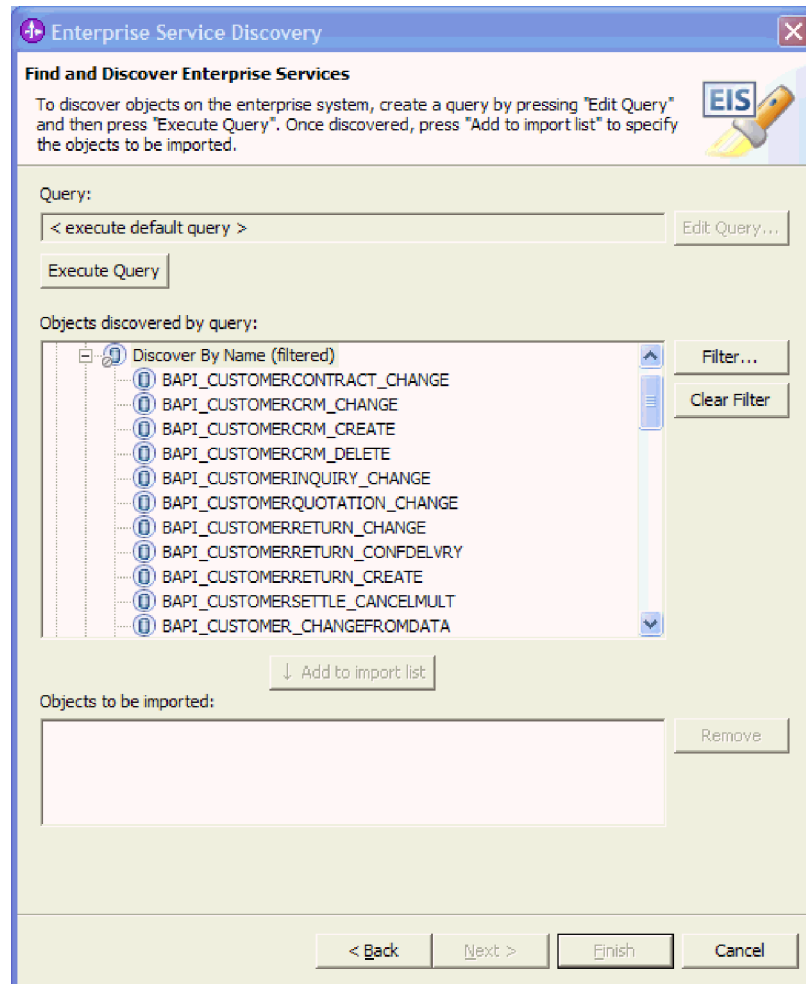 Enterprise Service Discovery
Find and Discover Enterprise Services
To discover objects on the enterprise system, create a query by pressing "Edit Query"
and then press "Execute Query". Once discovered, press "Add to import list" to specify
the objects to be imported.
EIS
Query:
< execute default query >
Edit Query...
Execute Query
Objects discovered by query:
Discover By Name (filtered)
Filter...
BAPI_CUSTOMERCONTRACT_CHANGE
BAPI_CUSTOMERCRM_CHANGE
Clear Filter
BAPI_CUSTOMERCRM_CREATE
BAPI_CUSTOMERCRM_DELETE
BAPI_CUSTOMERINQUIRY_CHANGE
BAPI_CUSTOMERQUOTATION_CHANGE
BAPI_CUSTOMERRETURN_CHANGE
BAPI_CUSTOMERRETURN_CONFDELVRY
BAPI_CUSTOMERRETURN_CREATE
BAPI_CUSTOMERSETTLE_CANCELMULT
BAPI_CUSTOMER_CHANGEFROMDATA
↓ Add to import list
Objects to be imported:
Remove
< Back
Next >
Finish
Cancel